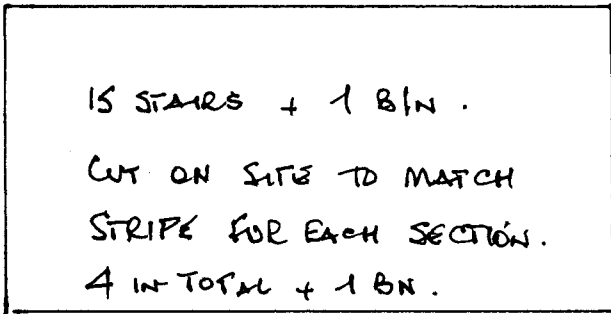 15 STAIRS + 1 BIN.
CUT ON SITE TO MATCH
STRIPE FOR EACH SECTION.
4 IN TOTAL + 1 BN.